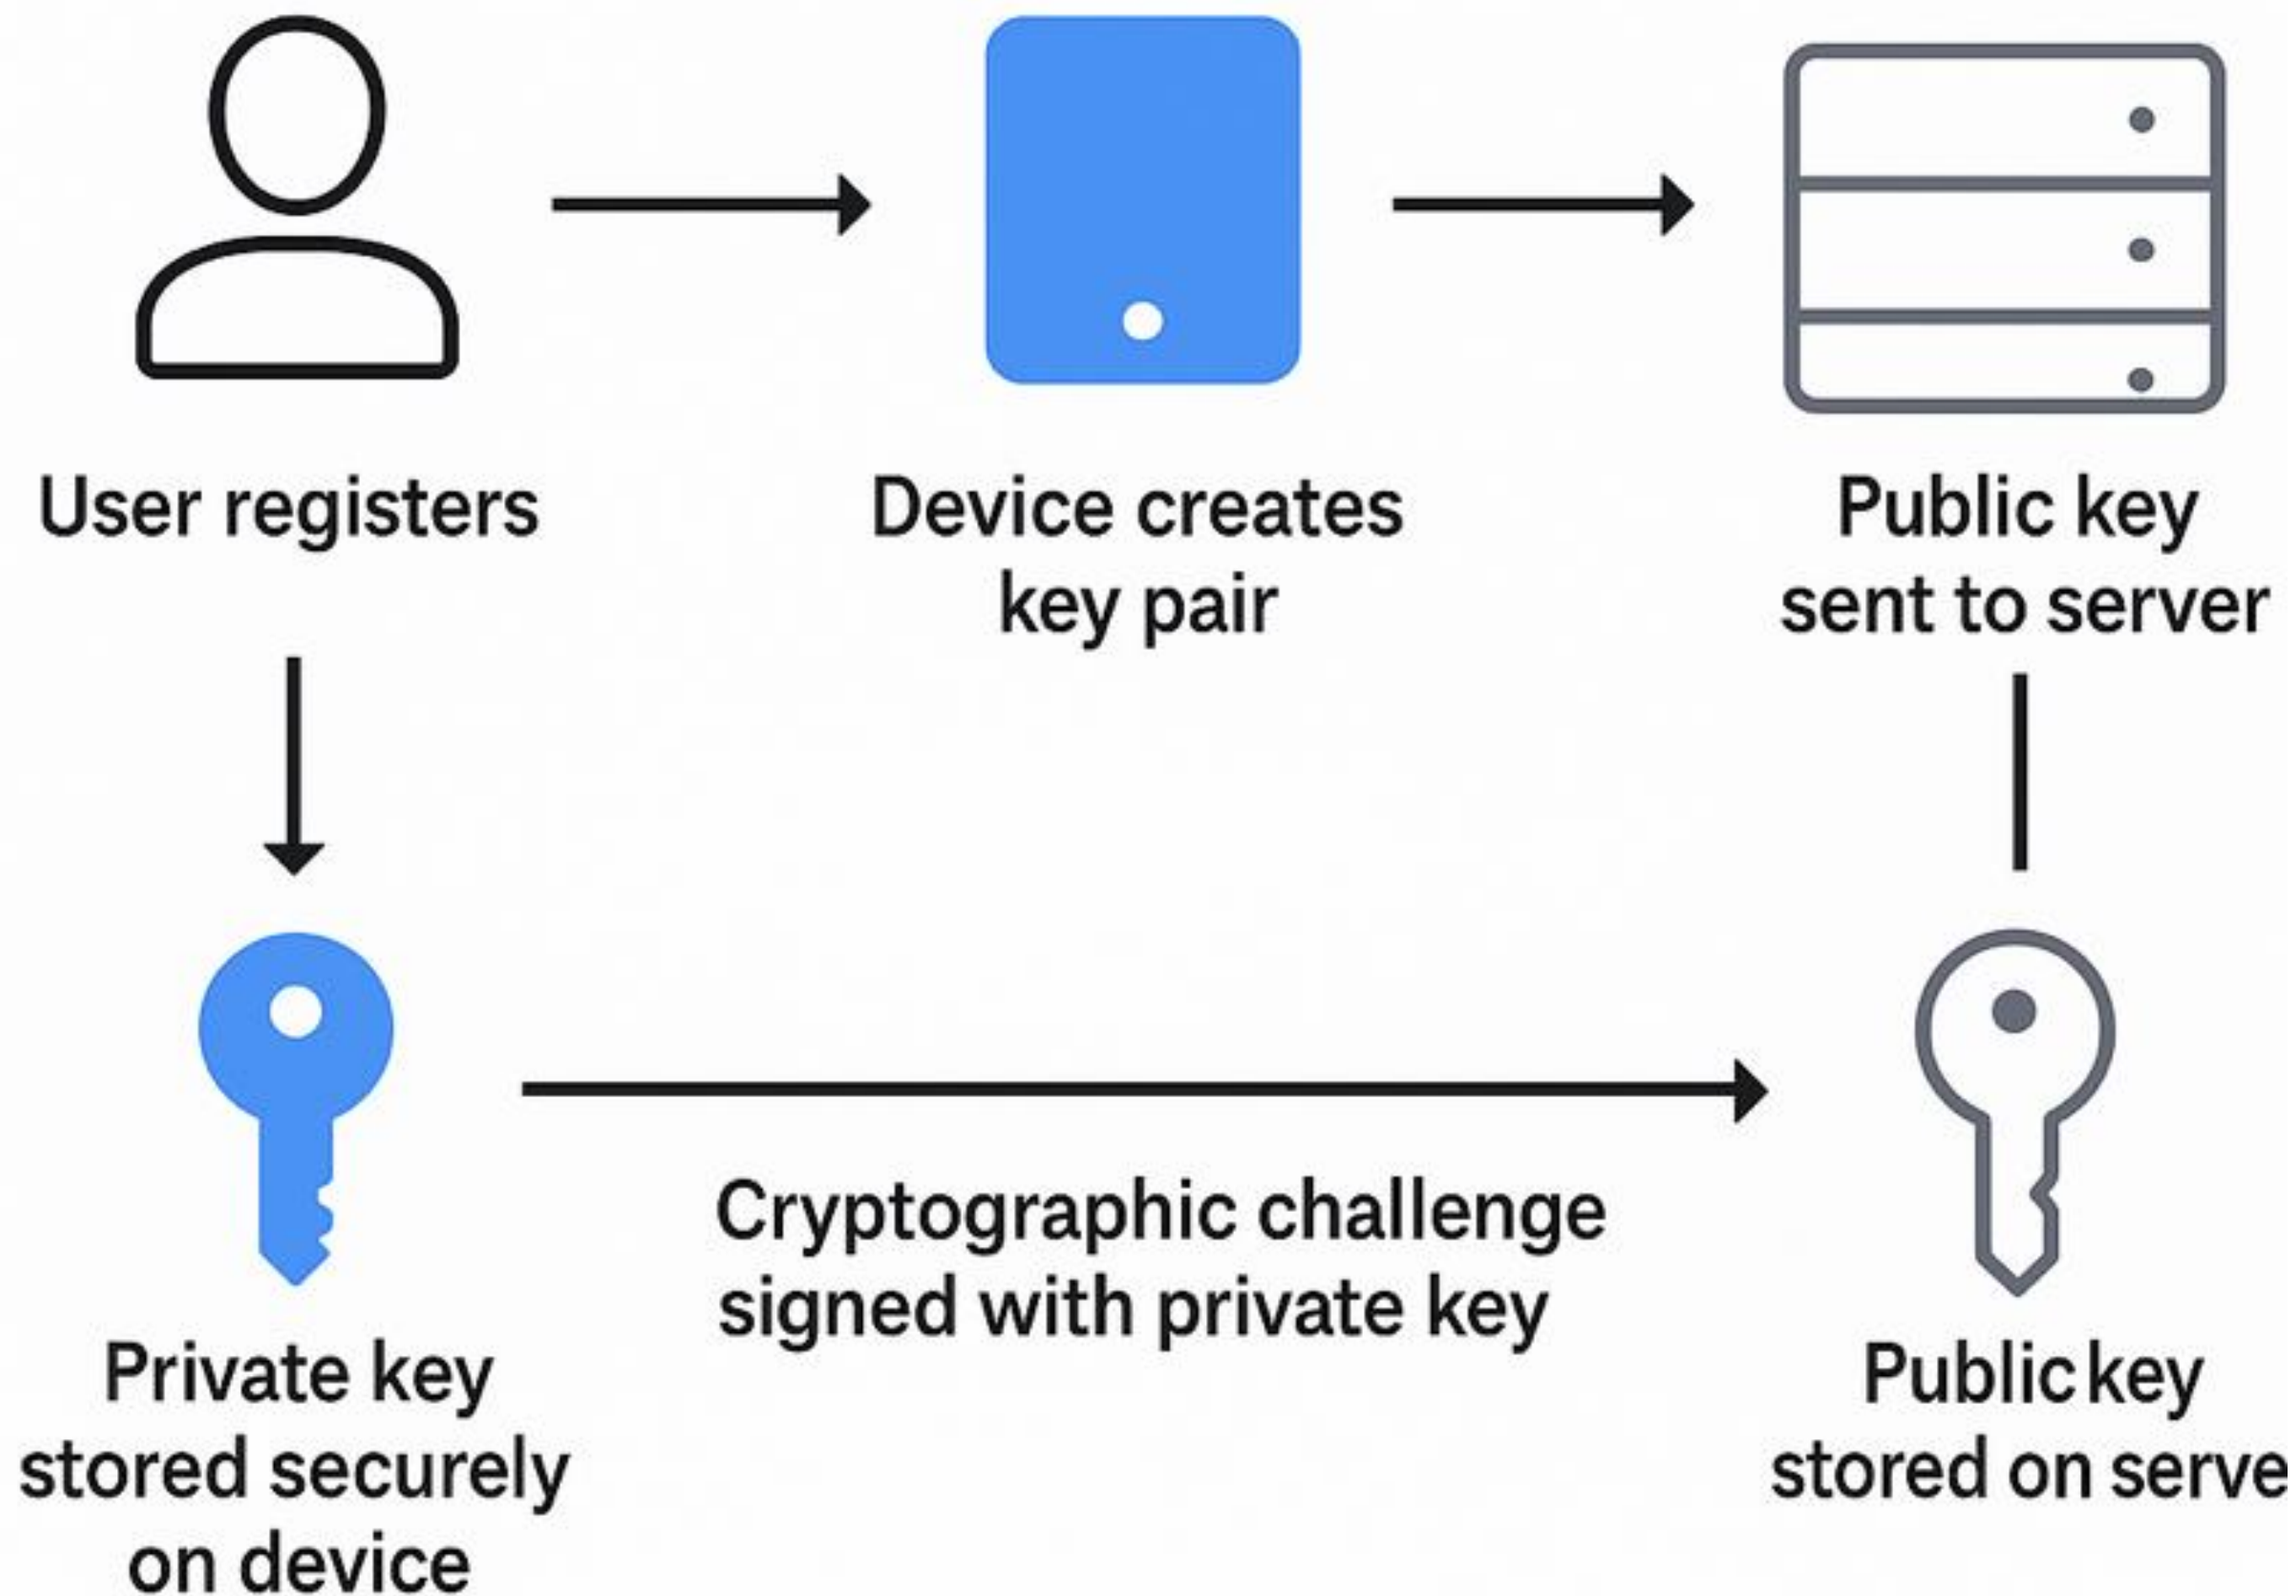 User registers
Device creates
key pair
Public key
sent to server
Cryptographic challenge
signed with private key
Private key
stored securely
on device
Public key
stored on serve